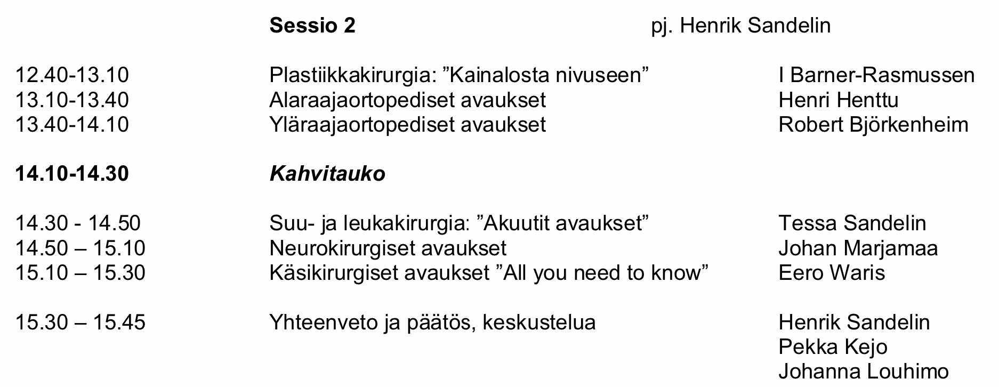 Sessio 2 pj. Henrik Sandelin
12.40-13.10 Plastiikkakirurgia: ”Kainalosta nivuseen” I Barner-Rasmussen
13.10-13.40 Alaraajaortopediset avaukset Henri Henttu
13.40-14.10 Yläraajaortopediset avaukset Robert Björkenheim
14.10-14.30 Kahvitauko
14.30 - 14.50 Suu- ja leukakirurgia: ”Akuutit avaukset” Tessa Sandelin
14.50 – 15.10 Neurokirurgiset avaukset Johan Marjamaa
15.10 – 15.30 Käsikirurgiset avaukset ”All you need to know” Eero Waris
15.30 – 15.45 Yhteenveto ja päätös, keskustelua Henrik Sandelin
Pekka Kejo
Johanna Louhimo